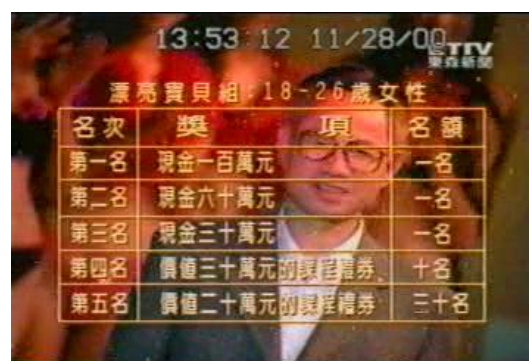 13:53:12 11/28/00
ETTV
東森新聞
漂亮寶貝組:18-26歲女性
名次 獎 項 名額
第一名 現金一百萬元 一名
第二名 現金六十萬元 一名
第三名 現金三十萬元 一名
第四名 價值三十萬元的課程禮券 十名
第五名 價值二十萬元的課程禮券 三十名